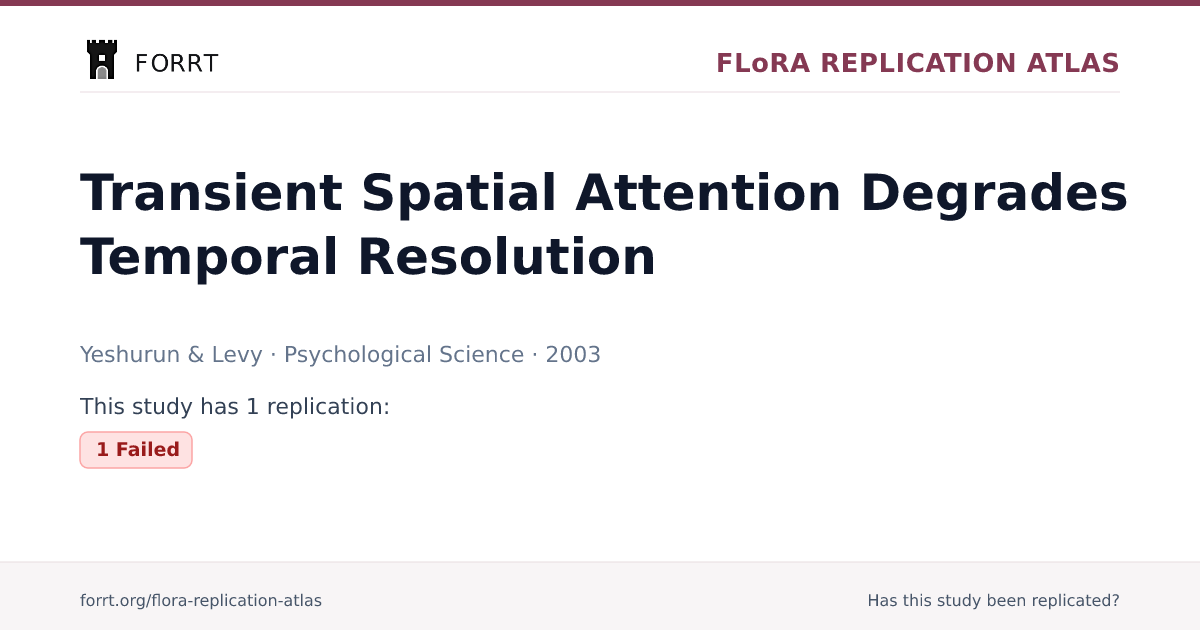 FORRT
FLoRA REPLICATION ATLAS
Transient Spatial Attention Degrades
Temporal Resolution
Yeshurun & Levy · Psychological Science · 2003
This study has 1 replication:
1 Failed
forrt.org/flora-replication-atlas
Has this study been replicated?